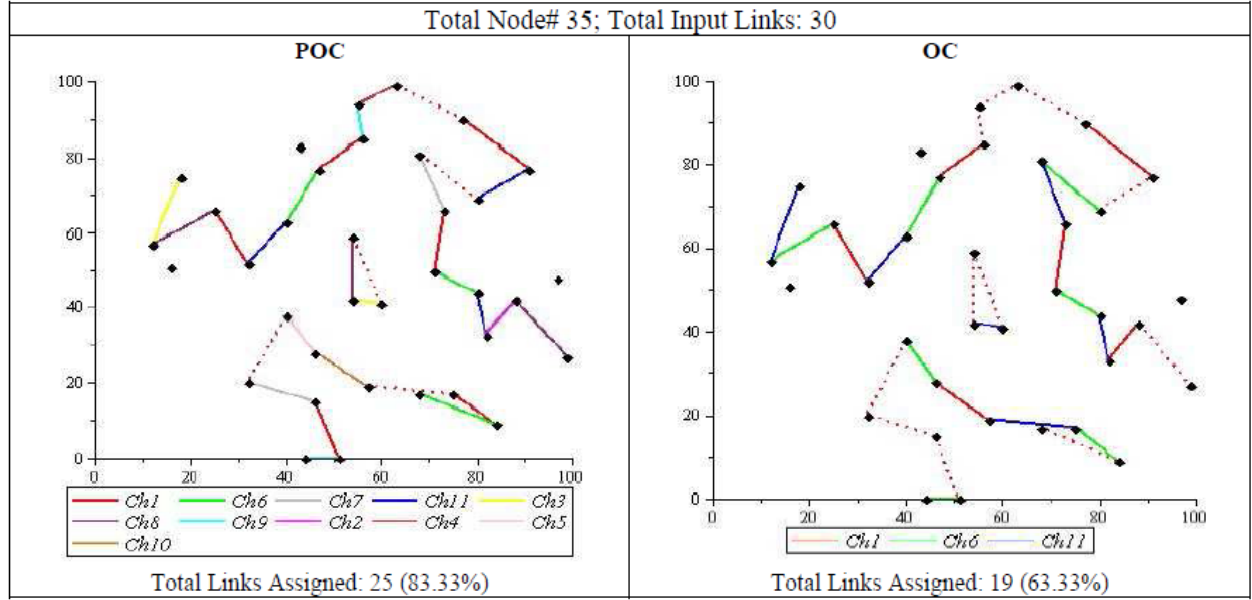 Total Node# 35; Total Input Links: 30
POC
100
80
60
40
20
0
0 20 40 60 80 100
Ch1 Ch6 Ch7 Ch11 Ch3
Ch8 Ch9 Ch2 Ch4 Ch5
Ch10
Total Links Assigned: 25 (83.33%)
OC
100
80
60
40
20
0
0 20 40 60 80 100
Ch1 Ch6 Ch11
Total Links Assigned: 19 (63.33%)